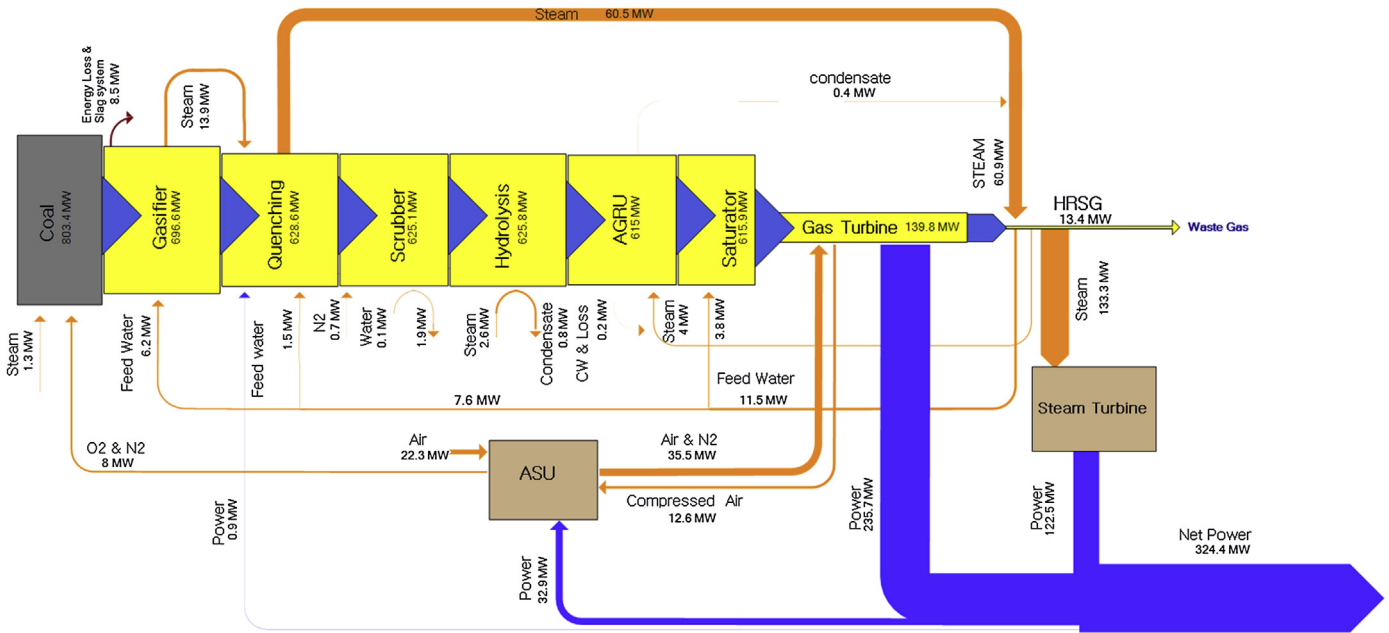 Steam 60.5 MW
Energy Loss &
Slag system
8.5 MW
Steam
13.9 MW
condensate
0.4 MW
STEAM
60.9 MW
Coal
803.4 MW
Gasifier
696.6 MW
Quenching
628.6 MW
Scrubber
625.1 MW
Hydrolysis
625.8 MW
AGRU
615 MW
Saturator
615.9 MW
Gas Turbine 139.8 MW
HRSG
13.4 MW
Waste Gas
Steam
1.3 MW
Feed Water
6.2 MW
Feed water
1.5 MW
N2
0.7 MW
Water
0.1 MW
1.9 MW
Steam
2.6 MW
Condensate
0.8 MW
CW & Loss
0.2 MW
Steam
4 MW
3.8 MW
Steam
133.3 MW
Feed Water
11.5 MW
7.6 MW
Steam Turbine
O2 & N2
8 MW
Air
22.3 MW
ASU
Air & N2
35.5 MW
Compressed Air
12.6 MW
Power
0.9 MW
Power
32.9 MW
Power
235.7 MW
Power
122.5 MW
Net Power
324.4 MW